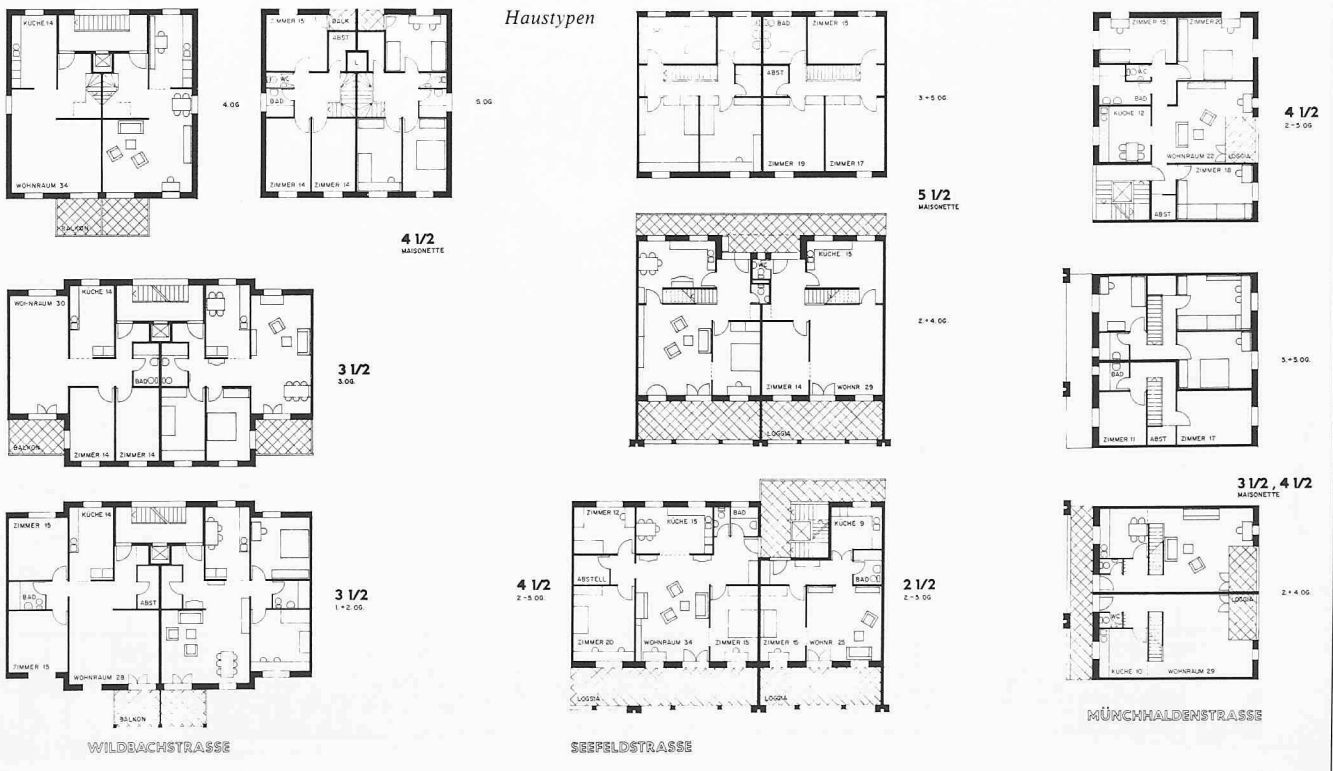 Haustypen
KÜCHE 14
WOHNRAUM 34
BALKON
4.OG
ZIMMER 15
BALK
ABST
L
WC
BAD
ZIMMER 14
ZIMMER 14
5.OG
4 1/2
MAISONETTE
WOHNRAUM 30
KÜCHE 14
BAD
BALKON
ZIMMER 14
ZIMMER 14
3 1/2
3.OG
ZIMMER 15
KÜCHE 14
BAD
ABST
ZIMMER 15
WOHNRAUM 28
BALKON
3 1/2
1.+2.OG.
WILDBACHSTRASSE
BAD
ZIMMER 15
ABST
ZIMMER 19
ZIMMER 17
3.+5.OG
5 1/2
MAISONETTE
WC
KÜCHE 15
ZIMMER 14
WOHNR 29
LOGGIA
2.+4.OG
4 1/2
2-5.OG
ZIMMER 12
KÜCHE 15
BAD
KÜCHE 9
ABSTELL
BAD
ZIMMER 20
WOHNRAUM 34
ZIMMER 15
ZIMMER 15
WOHNR 25
LOGGIA
LOGGIA
2 1/2
2-5.OG
SEEFELDSTRASSE
ZIMMER 15
ZIMMER 20
WC
BAD
KÜCHE 12
WOHNRAUM 22
LOGGIA
ZIMMER 18
ABST
4 1/2
2-5.OG
BAD
ZIMMER 11
ABST
ZIMMER 17
3.+5.OG
3 1/2, 4 1/2
MAISONETTE
LOGGIA
WC
KÜCHE 10
WOHNRAUM 29
2.+4.OG
MÜNCHHALDENSTRASSE